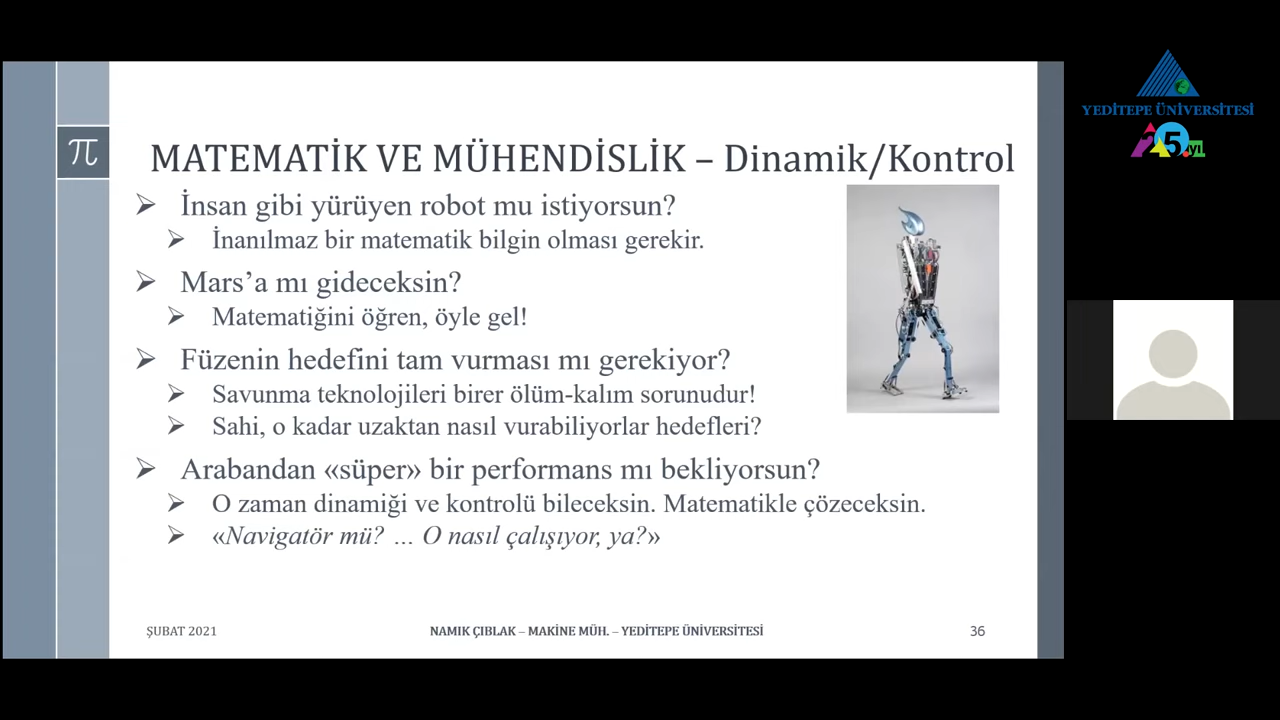 π
MATEMATİK VE MÜHENDİSLİK – Dinamik/Kontrol
İnsan gibi yürüyen robot mu istiyorsun?
İnanılmaz bir matematik bilgin olması gerekir.
Mars’a mı gideceksin?
Matematiğini öğren, öyle gel!
Füzenin hedefini tam vurması mı gerekiyor?
Savunma teknolojileri birer ölüm-kalım sorunudur!
Sahi, o kadar uzaktan nasıl vurabiliyorlar hedefleri?
Arabandan «süper» bir performans mı bekliyorsun?
O zaman dinamiği ve kontrolü bileceksin. Matematikle çözeceksin.
«Navigatör mü? … O nasıl çalışıyor, ya?»
ŞUBAT 2021
NAMIK ÇIBLAK – MAKİNE MÜH. – YEDİTEPE ÜNİVERSİTESİ
36
YEDİTEPE ÜNİVERSİTESİ
25.yıl